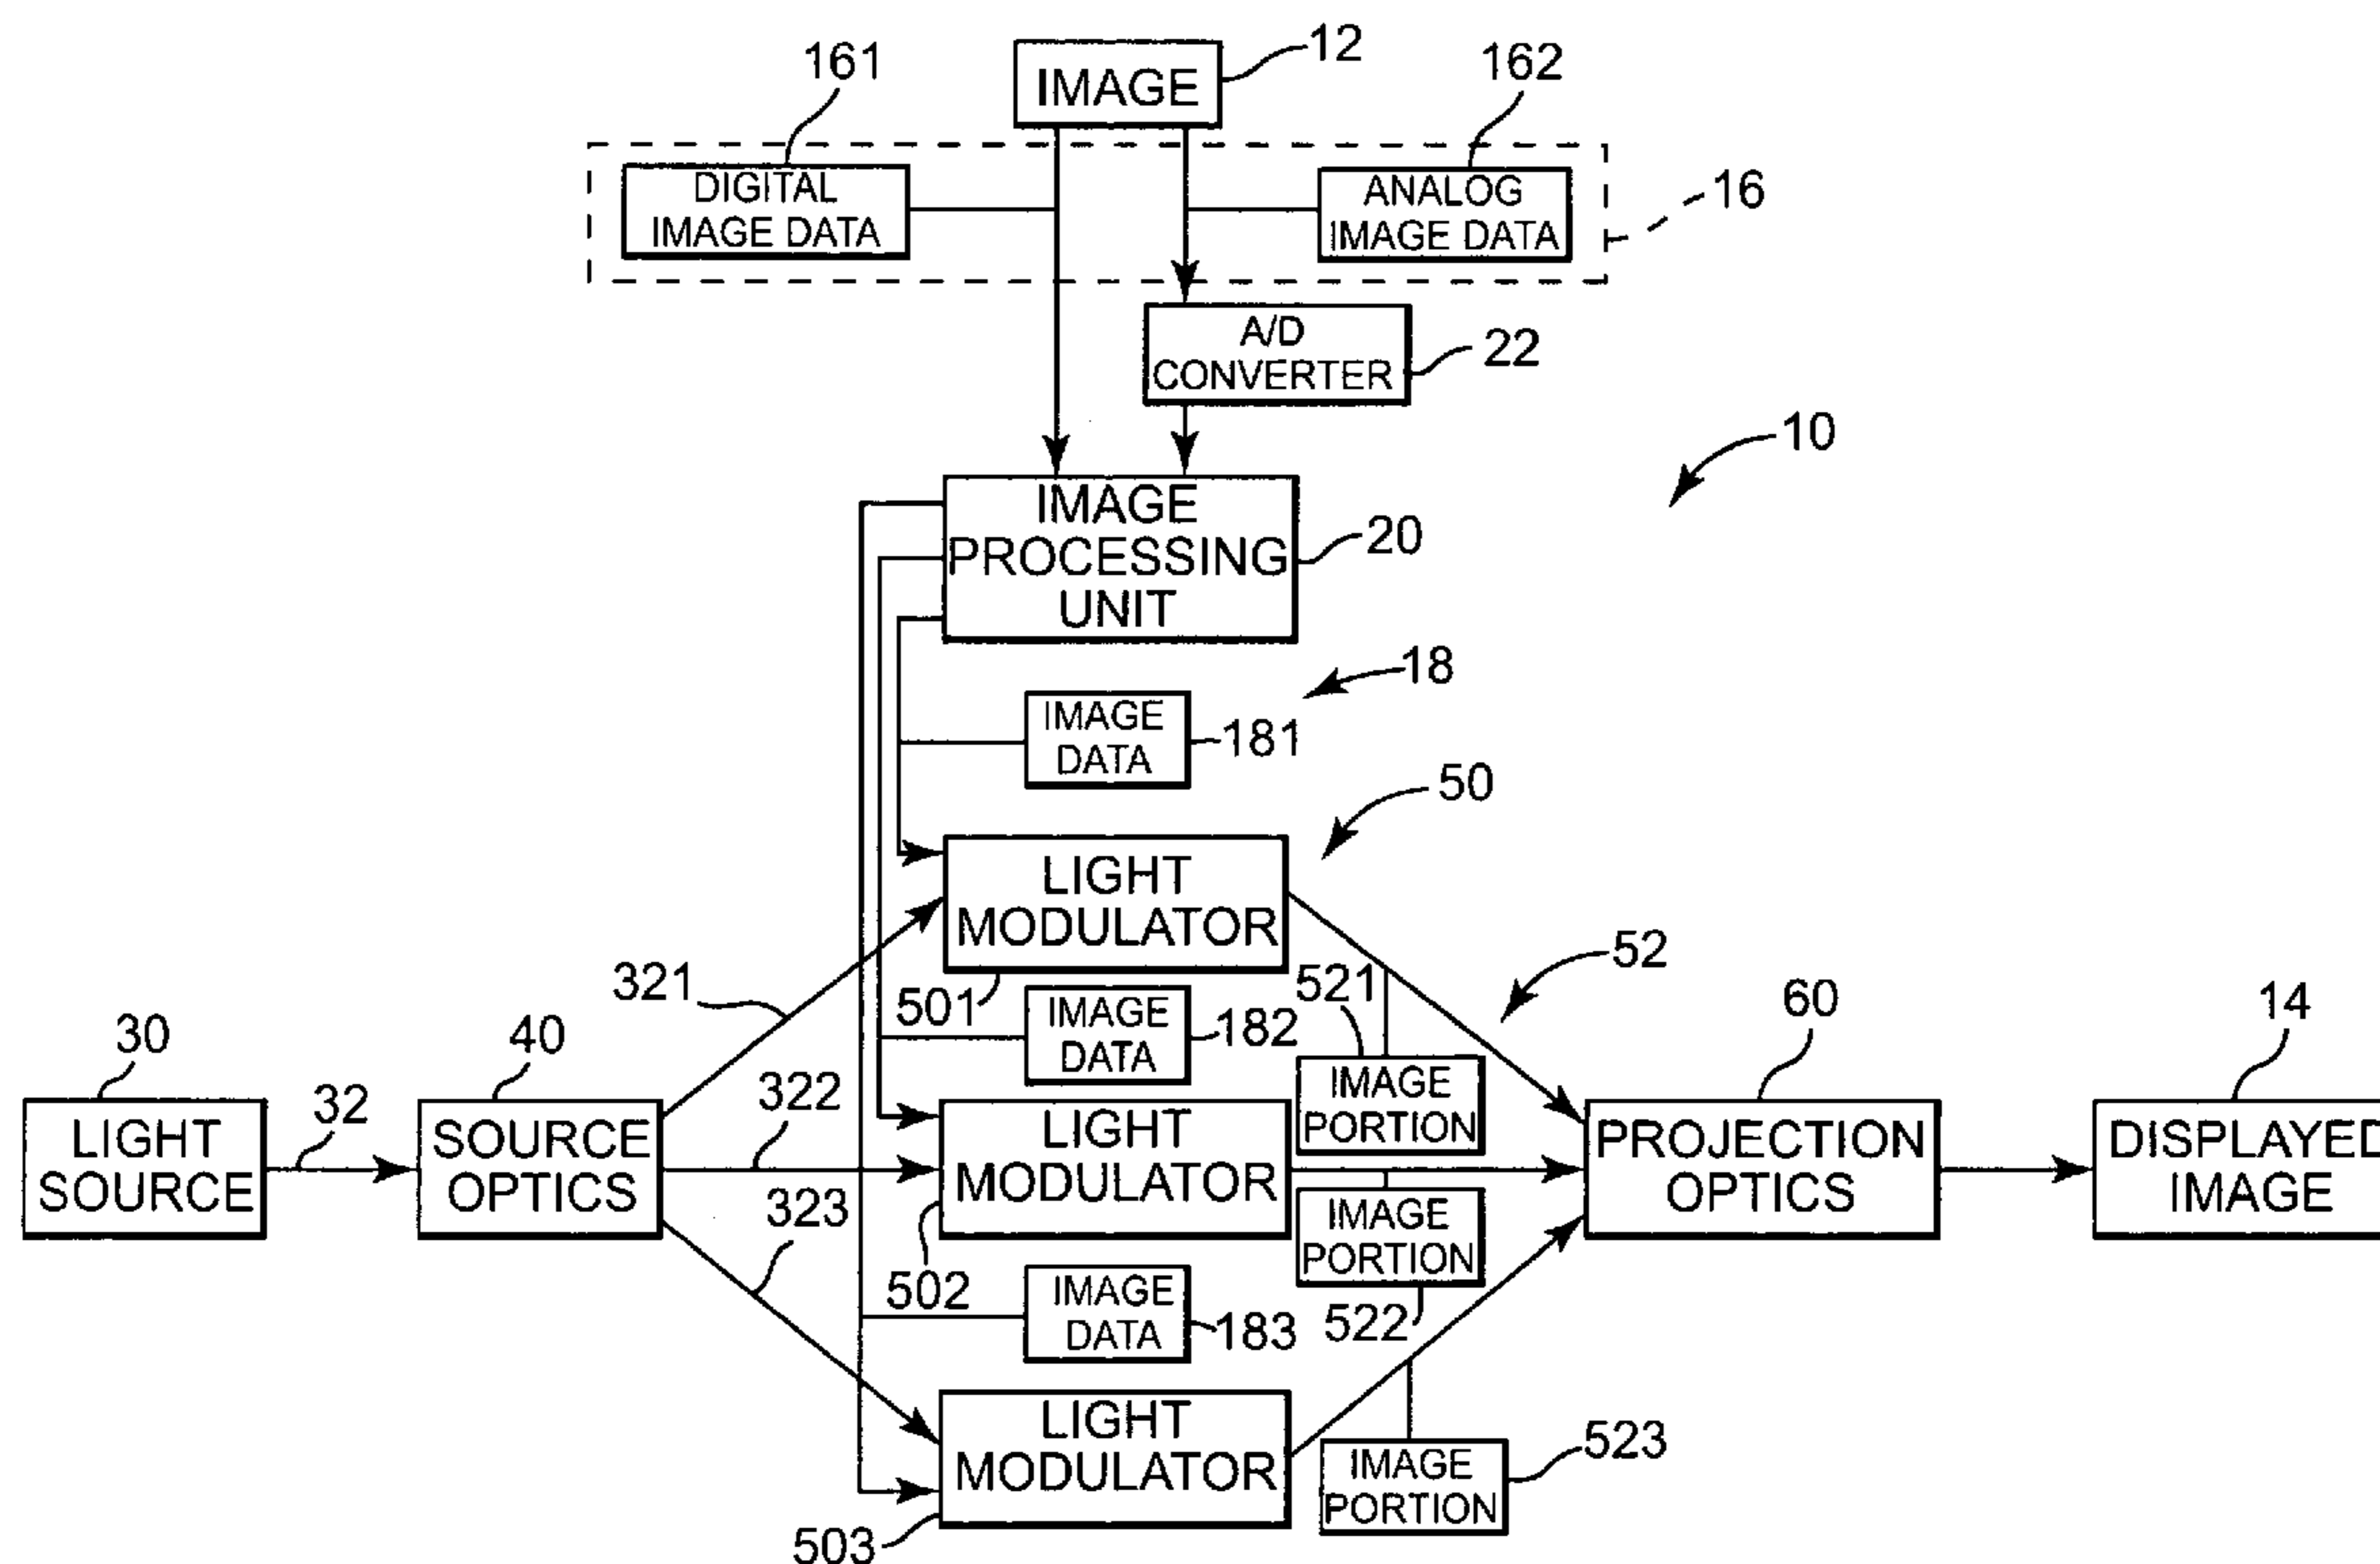 161
IMAGE
12
162
DIGITAL
IMAGE DATA
ANALOG
IMAGE DATA
16
A/D
CONVERTER
22
10
IMAGE
PROCESSING
UNIT
20
18
IMAGE
DATA
181
50
LIGHT
MODULATOR
501
321
52
521
IMAGE
DATA
182
30
40
322
60
14
IMAGE
PORTION
LIGHT
SOURCE
32
SOURCE
OPTICS
LIGHT
MODULATOR
PROJECTION
OPTICS
DISPLAYED
IMAGE
323
502
IMAGE
PORTION
522
IMAGE
DATA
183
LIGHT
MODULATOR
503
IMAGE
PORTION
523